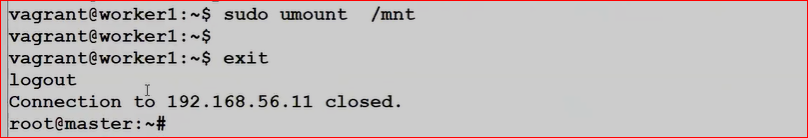 vagrant@worker1:~$ sudo umount  /mnt
vagrant@worker1:~$
vagrant@worker1:~$ exit
logout
Connection to 192.168.56.11 closed.
root@master:~#